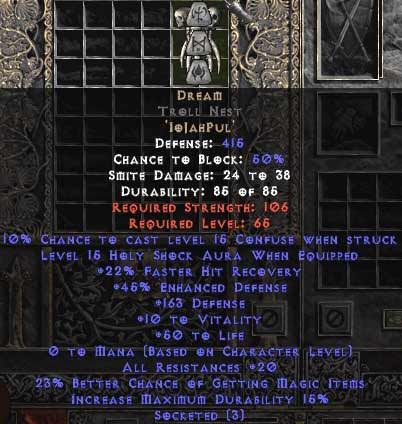 Dream
Troll Nest
'IoJahPul'
Defense: 415
Chance to Block: 50%
Smite Damage: 24 to 38
Durability: 85 of 85
Required Strength: 106
Required Level: 65
10% Chance to cast level 15 Confuse when struck
Level 15 Holy Shock Aura When Equipped
+22% Faster Hit Recovery
+45% Enhanced Defense
+163 Defense
+10 to Vitality
+50 to Life
0 to Mana (Based on Character Level)
All Resistances +20
23% Better Chance of Getting Magic Items
Increase Maximum Durability 15%
Socketed (3)